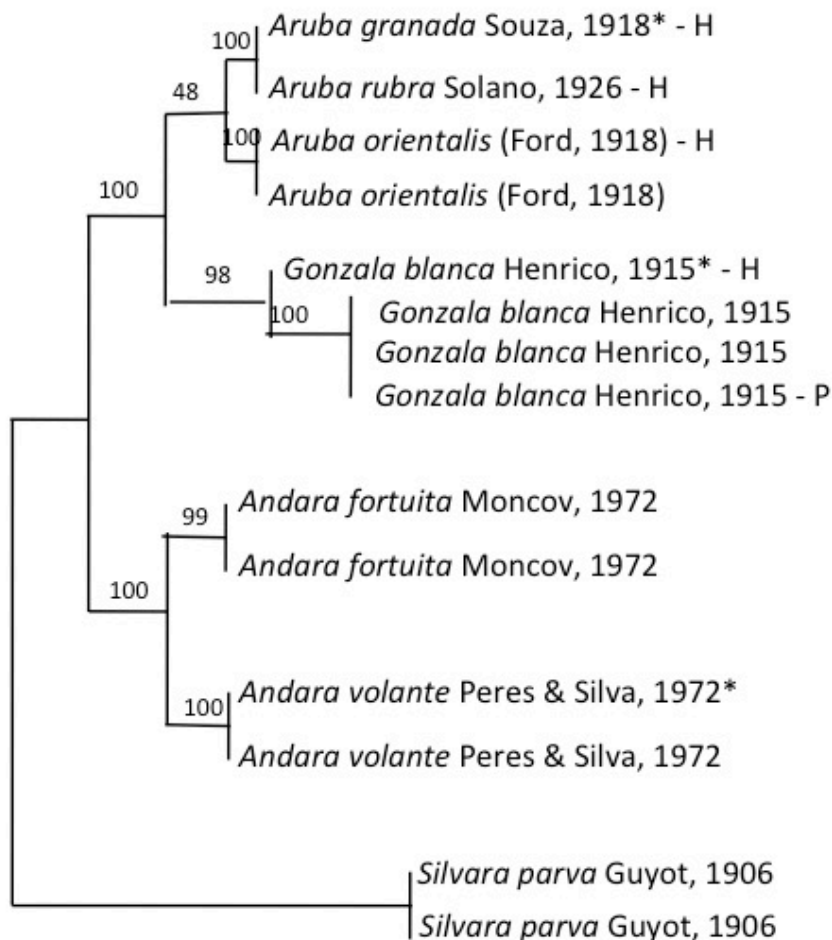 Aruba granada Souza, 1918* - H
100
48
Aruba rubra Solano, 1926 - H
100
Aruba orientalis (Ford, 1918) - H
100
Aruba orientalis (Ford, 1918)
98
Gonzala blanca Henrico, 1915* - H
100
Gonzala blanca Henrico, 1915
Gonzala blanca Henrico, 1915
Gonzala blanca Henrico, 1915 - P
99
Andara fortuita Moncov, 1972
Andara fortuita Moncov, 1972
100
Andara volante Peres & Silva, 1972*
100
Andara volante Peres & Silva, 1972
Silvara parva Guyot, 1906
Silvara parva Guyot, 1906